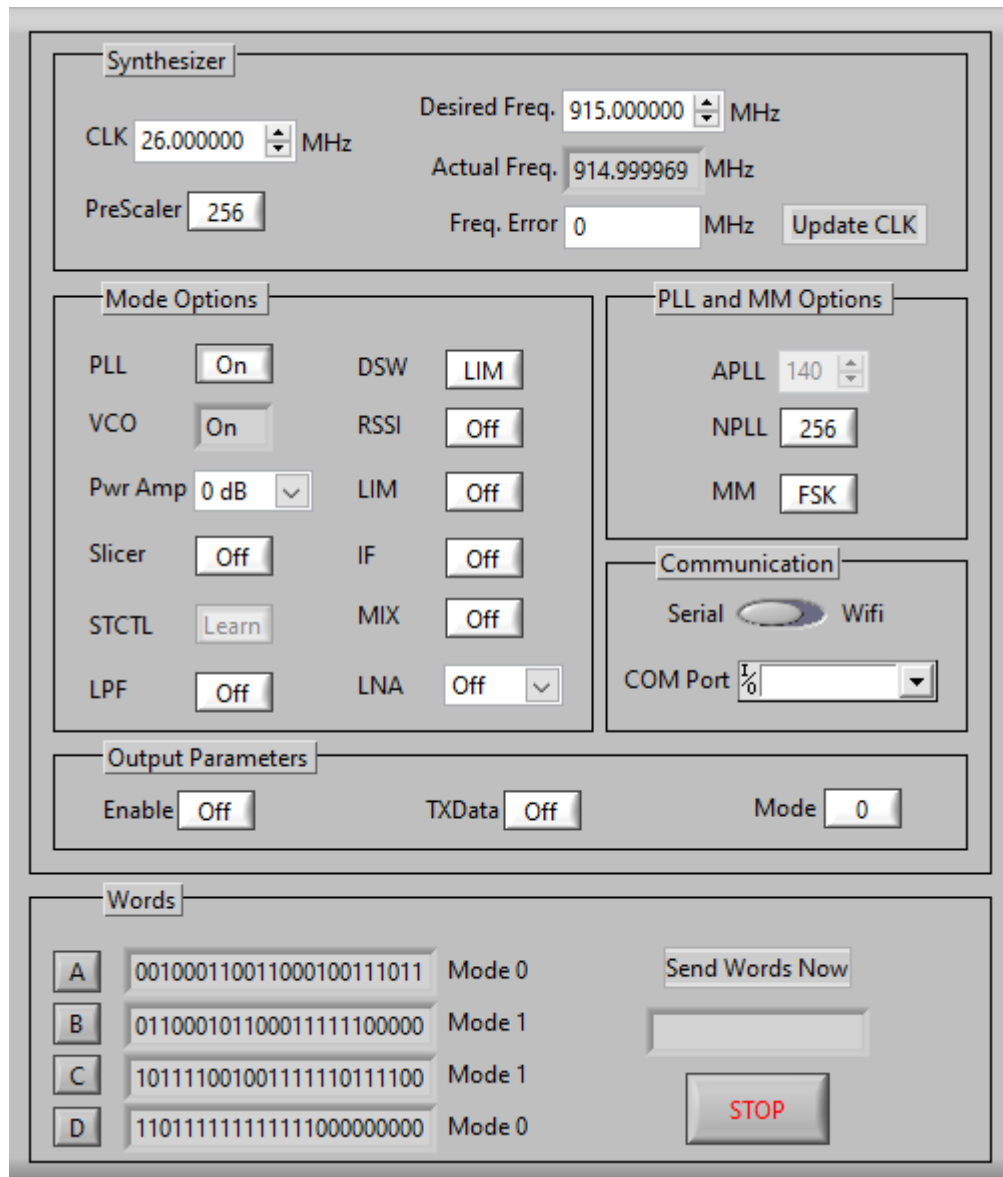 Synthesizer
CLK 26.000000 MHz
Desired Freq. 915.000000 MHz
Actual Freq. 914.999969 MHz
PreScaler 256
Freq. Error 0 MHz Update CLK
Mode Options
PLL On DSW LIM
VCO On RSSI Off
Pwr Amp 0 dB LIM Off
Slicer Off IF Off
STCTL Learn MIX Off
LPF Off LNA Off
PLL and MM Options
APLL 140
NPLL 256
MM FSK
Communication
Serial Wifi
COM Port I/O
Output Parameters
Enable Off TXData Off Mode 0
Words
A 001000110011000100111011 Mode 0
B 011000101100011111100000 Mode 1
C 101111001001111110111100 Mode 1
D 110111111111111000000000 Mode 0
Send Words Now
STOP